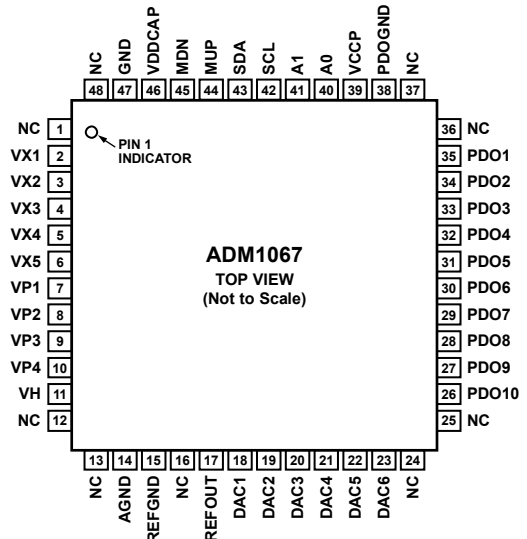 NC GND VDDCAP MDN MUP SDA SCL A1 A0 VCCP PDOGND NC
48 47 46 45 44 43 42 41 40 39 38 37
NC 1
VX1 2
VX2 3
VX3 4
VX4 5
VX5 6
VP1 7
VP2 8
VP3 9
VP4 10
VH 11
NC 12
PIN 1
INDICATOR
ADM1067
TOP VIEW
(Not to Scale)
36 NC
35 PDO1
34 PDO2
33 PDO3
32 PDO4
31 PDO5
30 PDO6
29 PDO7
28 PDO8
27 PDO9
26 PDO10
25 NC
13 14 15 16 17 18 19 20 21 22 23 24
NC AGND REFGND NC REFOUT DAC1 DAC2 DAC3 DAC4 DAC5 DAC6 NC